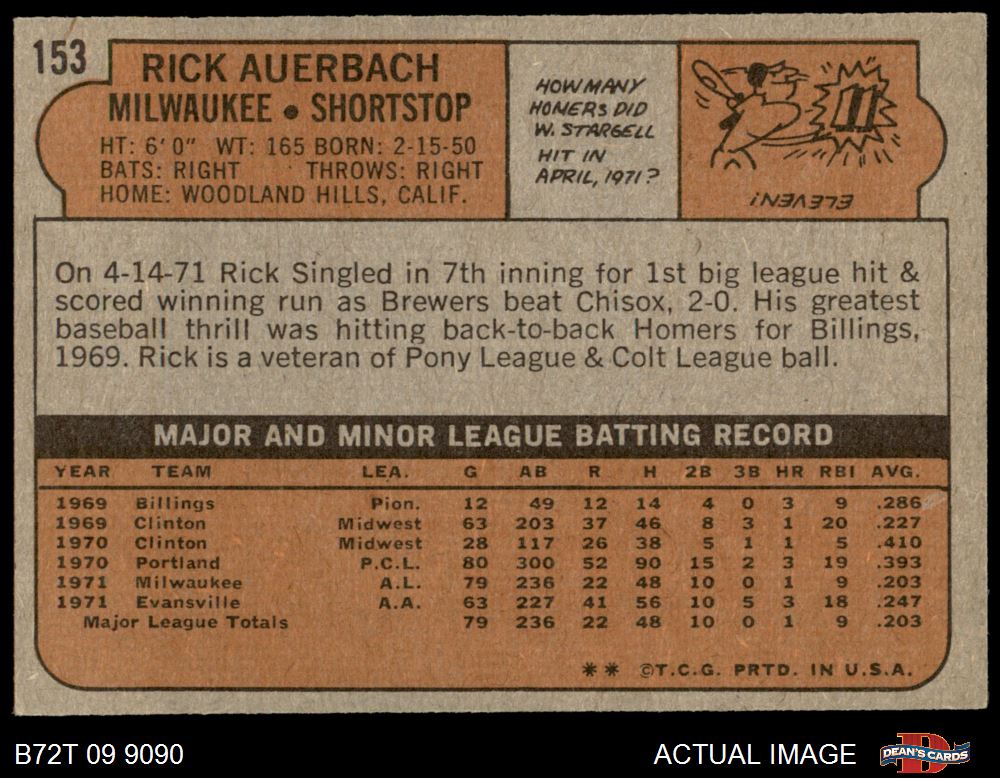 153
RICK AUERBACH
MILWAUKEE • SHORTSTOP
HT: 6'0" WT: 165 BORN: 2-15-50
BATS: RIGHT THROWS: RIGHT
HOME: WOODLAND HILLS, CALIF.
HOW MANY
HOMERS DID
W. STARGELL
HIT IN
APRIL, 1971?
11
ELEVEN!
On 4-14-71 Rick Singled in 7th inning for 1st big league hit &
scored winning run as Brewers beat Chisox, 2-0. His greatest
baseball thrill was hitting back-to-back Homers for Billings,
1969. Rick is a veteran of Pony League & Colt League ball.
MAJOR AND MINOR LEAGUE BATTING RECORD
YEAR TEAM LEA. G AB R H 2B 3B HR RBI AVG.
1969 Billings Pion. 12 49 12 14 4 0 3 9 .286
1969 Clinton Midwest 63 203 37 46 8 3 1 20 .227
1970 Clinton Midwest 28 117 26 38 5 1 1 5 .410
1970 Portland P.C.L. 80 300 52 90 15 2 3 19 .393
1971 Milwaukee A.L. 79 236 22 48 10 0 1 9 .203
1971 Evansville A.A. 63 227 41 56 10 5 3 18 .247
Major League Totals 79 236 22 48 10 0 1 9 .203
** ©T.C.G. PRTD. IN U.S.A.
B72T 09 9090 ACTUAL IMAGE
DEAN'S CARDS